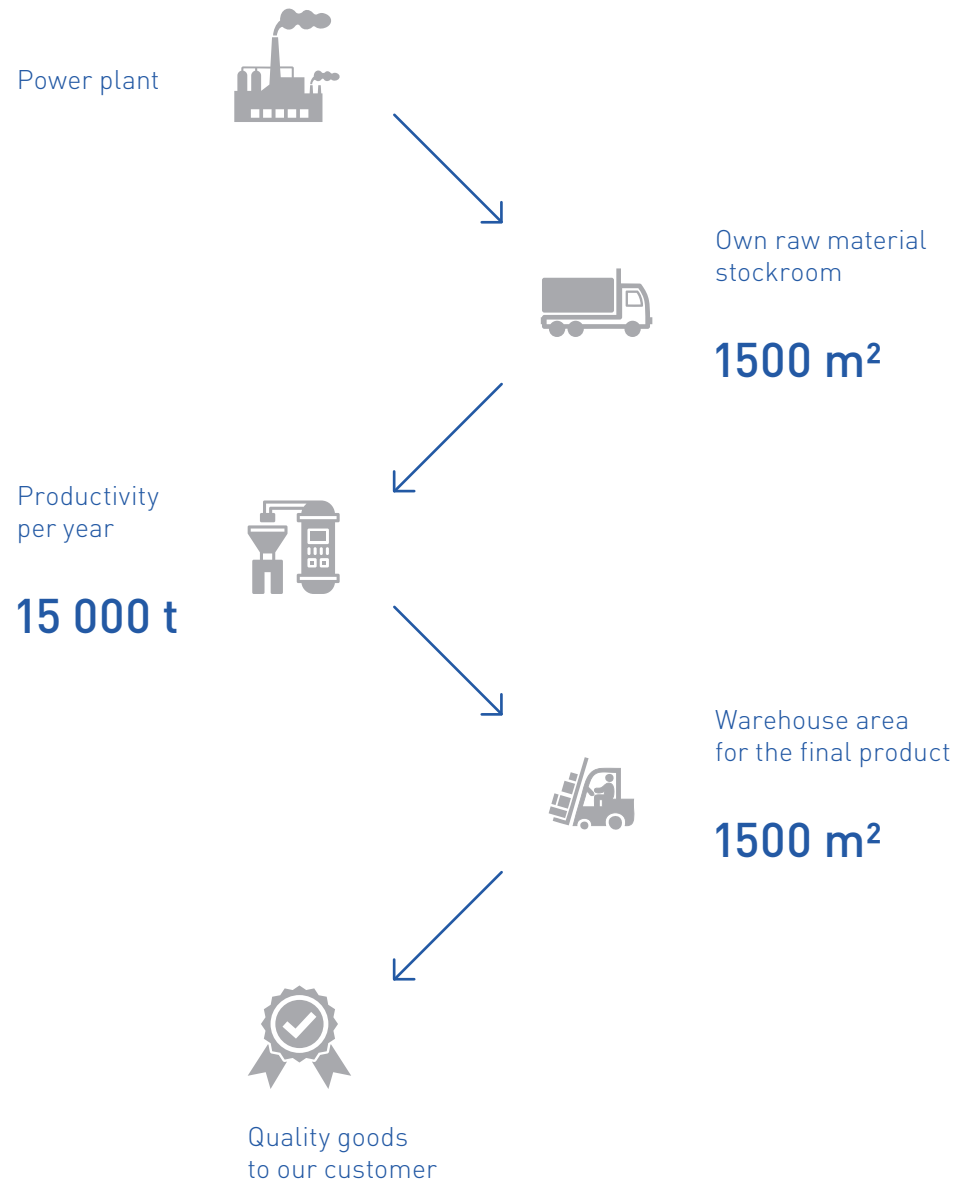 Power plant
Own raw material
stockroom
1500 m²
Productivity
per year
15 000 t
Warehouse area
for the final product
1500 m²
Quality goods
to our customer